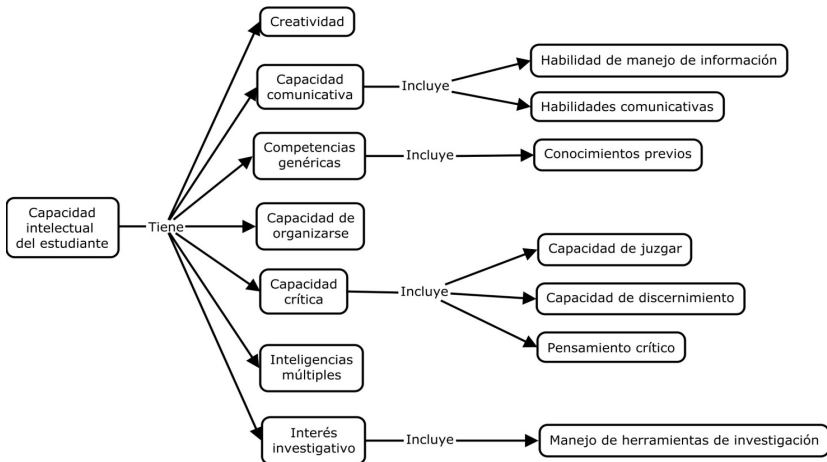 Creatividad
Capacidad
comunicativa
Incluye
Habilidad de manejo de información
Habilidades comunicativas
Competencias
genéricas
Incluye
Conocimientos previos
Capacidad
intelectual
del estudiante
Tiene
Capacidad de
organizarse
Capacidad
crítica
Incluye
Capacidad de juzgar
Capacidad de discernimiento
Pensamiento crítico
Inteligencias
múltiples
Interés
investigativo
Incluye
Manejo de herramientas de investigación